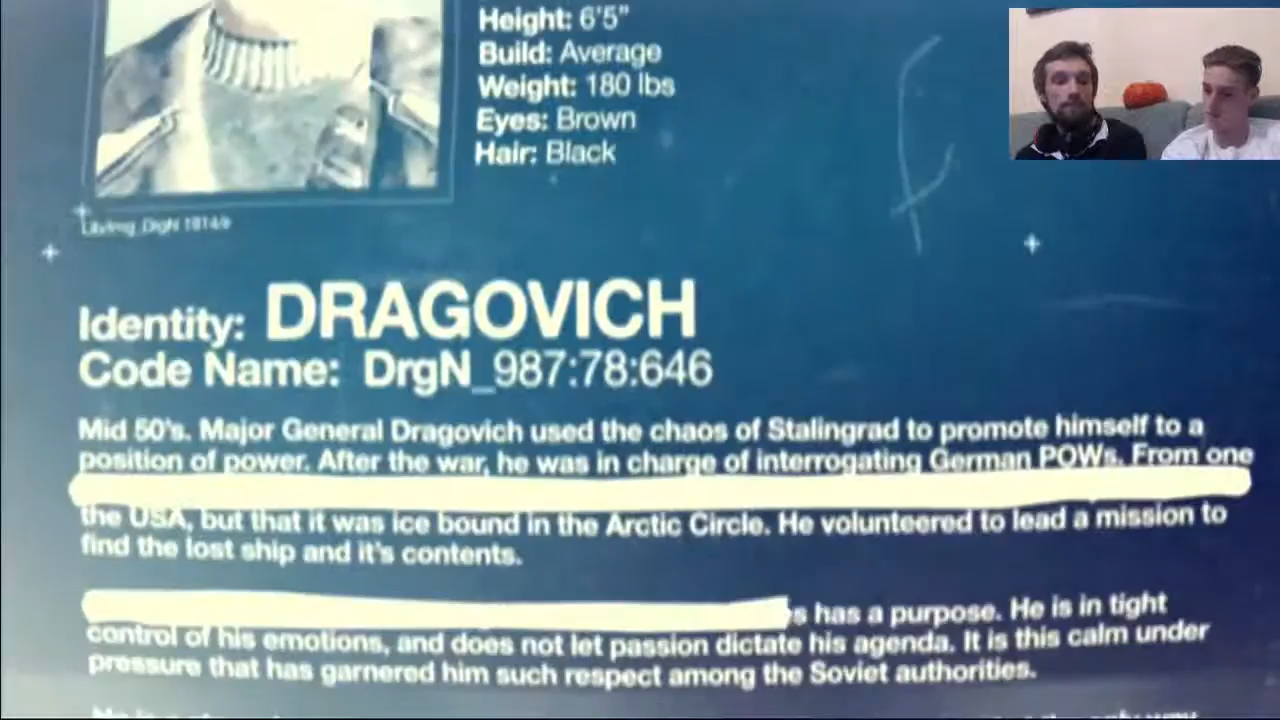 Height: 6'5"
Build: Average
Weight: 180 lbs
Eyes: Brown
Hair: Black
Identity: DRAGOVICH
Code Name: DrgN_987:78:646
Mid 50's. Major General Dragovich used the chaos of Stalingrad to promote himself to a
position of power. After the war, he was in charge of interrogating German POWs. From one
the USA, but that it was ice bound in the Arctic Circle. He volunteered to lead a mission to
find the lost ship and it's contents.
s has a purpose. He is in tight
control of his emotions, and does not let passion dictate his agenda. It is this calm under
pressure that has garnered him such respect among the Soviet authorities.